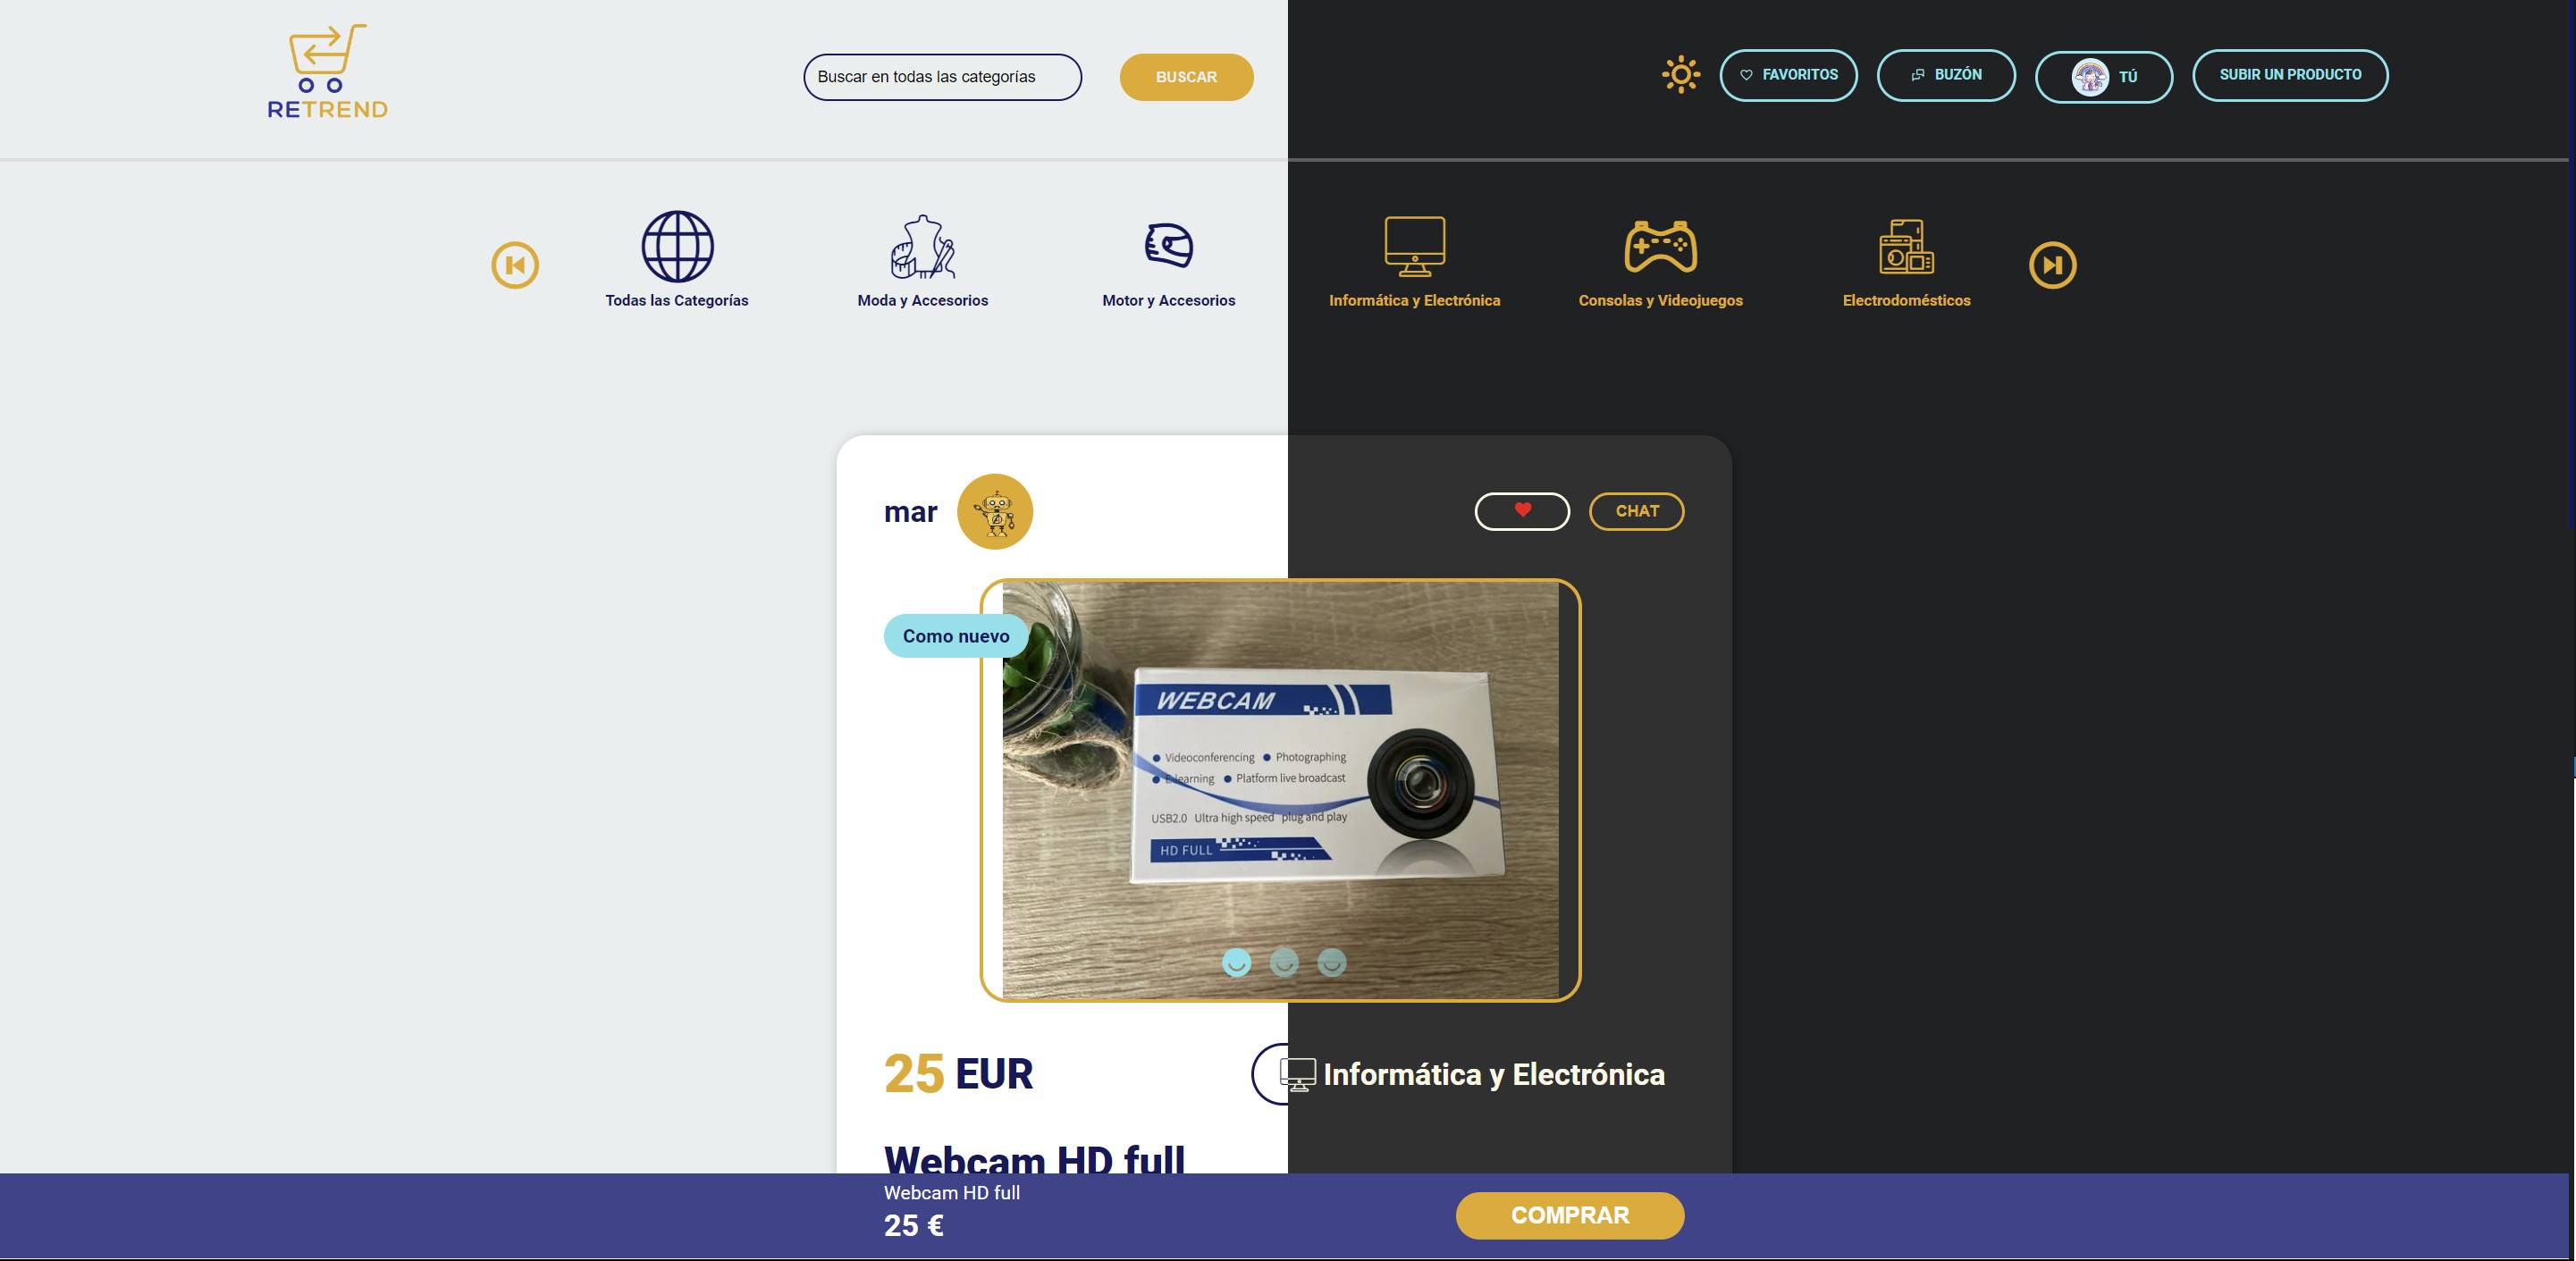 RETREND
Buscar en todas las categorías
BUSCAR
FAVORITOS
BUZÓN
TÚ
SUBIR UN PRODUCTO
Todas las Categorías
Moda y Accesorios
Motor y Accesorios
Informática y Electrónica
Consolas y Videojuegos
Electrodomésticos
mar
CHAT
Como nuevo
WEBCAM
Videoconferencing Photographing
E-learning Platform live broadcast
USB2.0 Ultra high speed plug and play
HD FULL
25 EUR
Informática y Electrónica
Webcam HD full
Webcam HD full
25 €
COMPRAR